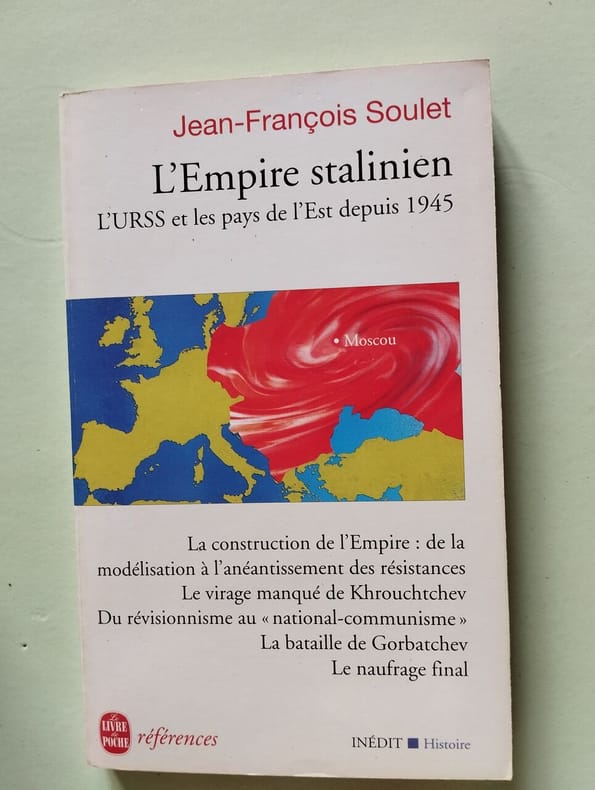 Jean-François Soulet
L'Empire stalinien
L'URSS et les pays de l'Est depuis 1945
• Moscou
La construction de l'Empire : de la
modélisation à l'anéantissement des résistances
Le virage manqué de Khrouchtchev
Du révisionnisme au « national-communisme »
La bataille de Gorbatchev
Le naufrage final
Le
LIVRE
de
POCHE
références
INÉDIT ■ Histoire